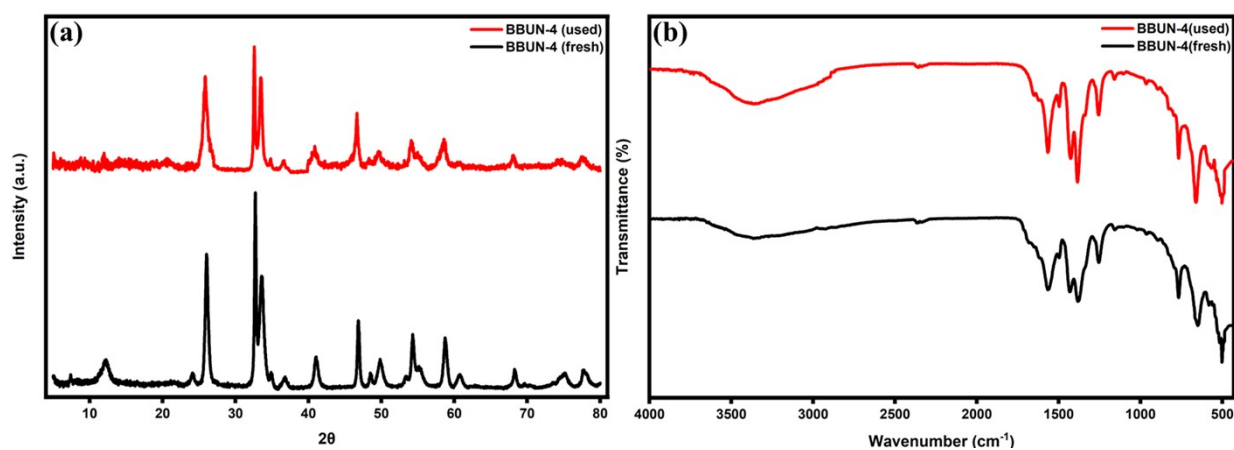 (a)
BBUN-4 (used)
BBUN-4 (fresh)
Intensity (a.u.)
10 20 30 40 50 60 70 80
2θ
(b)
BBUN-4(used)
BBUN-4(fresh)
Transmittance (%)
4000 3500 3000 2500 2000 1500 1000 500
Wavenumber (cm⁻¹)